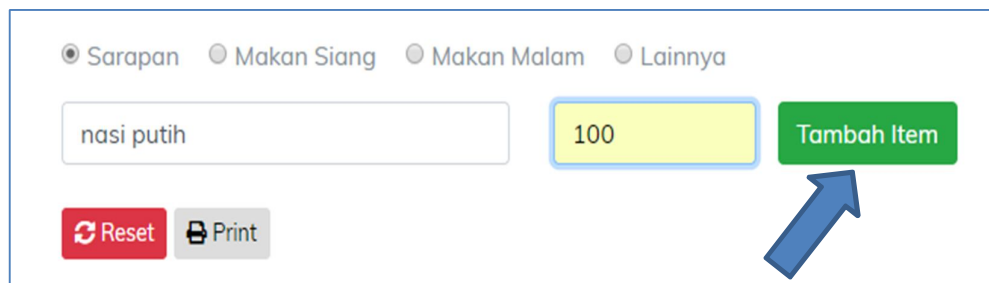 Sarapan Makan Siang Makan Malam Lainnya
nasi putih 100 Tambah Item
Reset Print